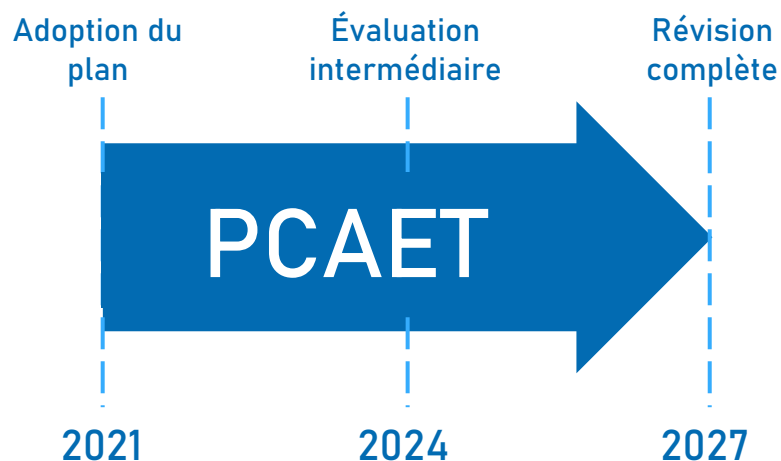 Adoption du
plan
Évaluation
intermédiaire
Révision
complète
PCAET
2021
2024
2027